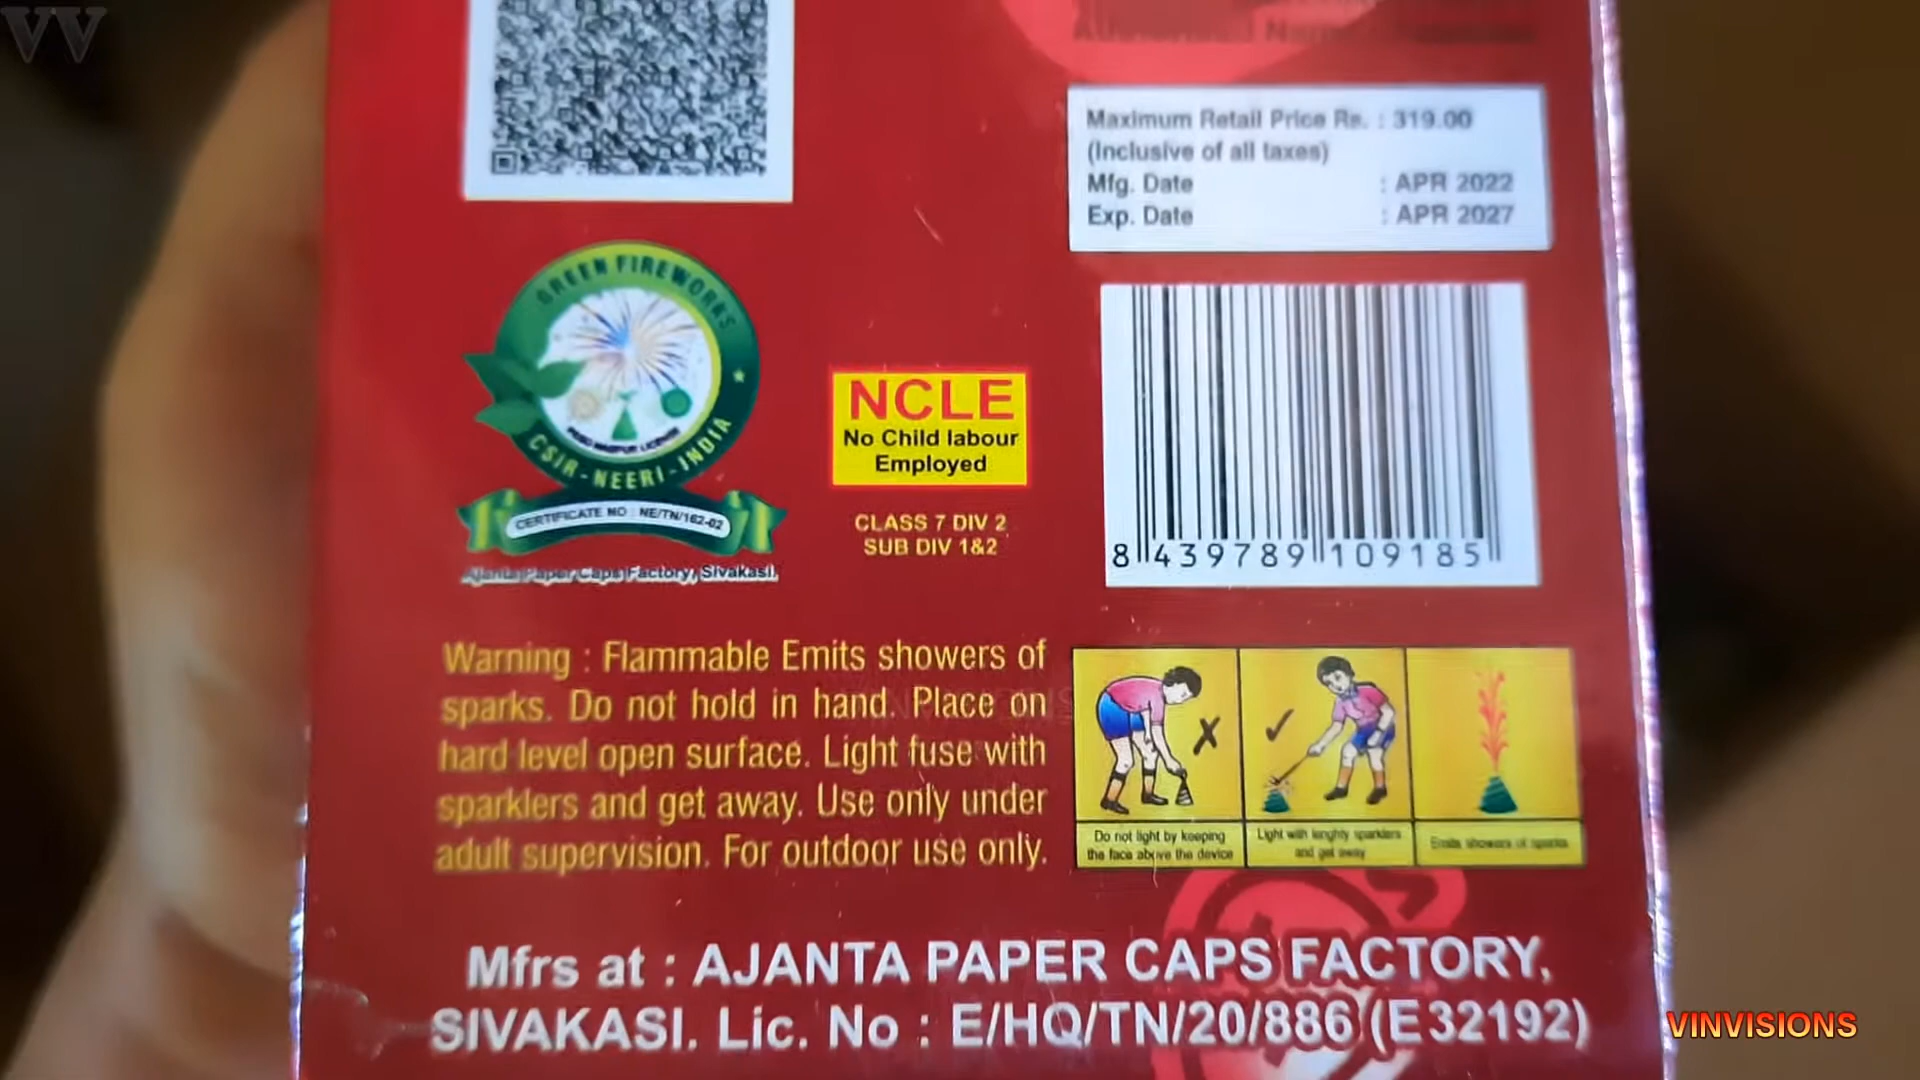 VV
Maximum Retail Price Rs. : 319.00
(Inclusive of all taxes)
Mfg. Date : APR 2022
Exp. Date : APR 2027
GREEN FIREWORKS
CSIR - NEERI - INDIA
CERTIFICATE NO : NE/TN/162-02
Ajanta Paper Caps Factory, Sivakasi.
NCLE
No Child labour
Employed
CLASS 7 DIV 2
SUB DIV 1&2
8 439789 109185
Warning : Flammable Emits showers of
sparks. Do not hold in hand. Place on
hard level open surface. Light fuse with
sparklers and get away. Use only under
adult supervision. For outdoor use only.
Do not light by keeping
the face above the device
Light with lenghty sparklers
and get away
Emits showers of sparks
Mfrs at : AJANTA PAPER CAPS FACTORY,
SIVAKASI. Lic. No : E/HQ/TN/20/886 (E 32192)
VINVISIONS